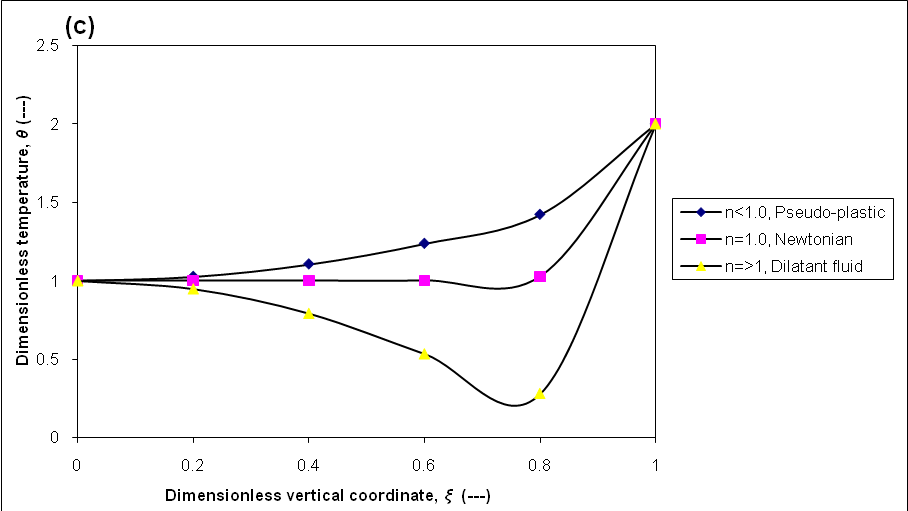 (c)
2.5
2
1.5
1
0.5
0
Dimensionless temperature, θ (---)
0 0.2 0.4 0.6 0.8 1
Dimensionless vertical coordinate, ξ (---)
n<1.0, Pseudo-plastic
n=1.0, Newtonian
n=>1, Dilatant fluid